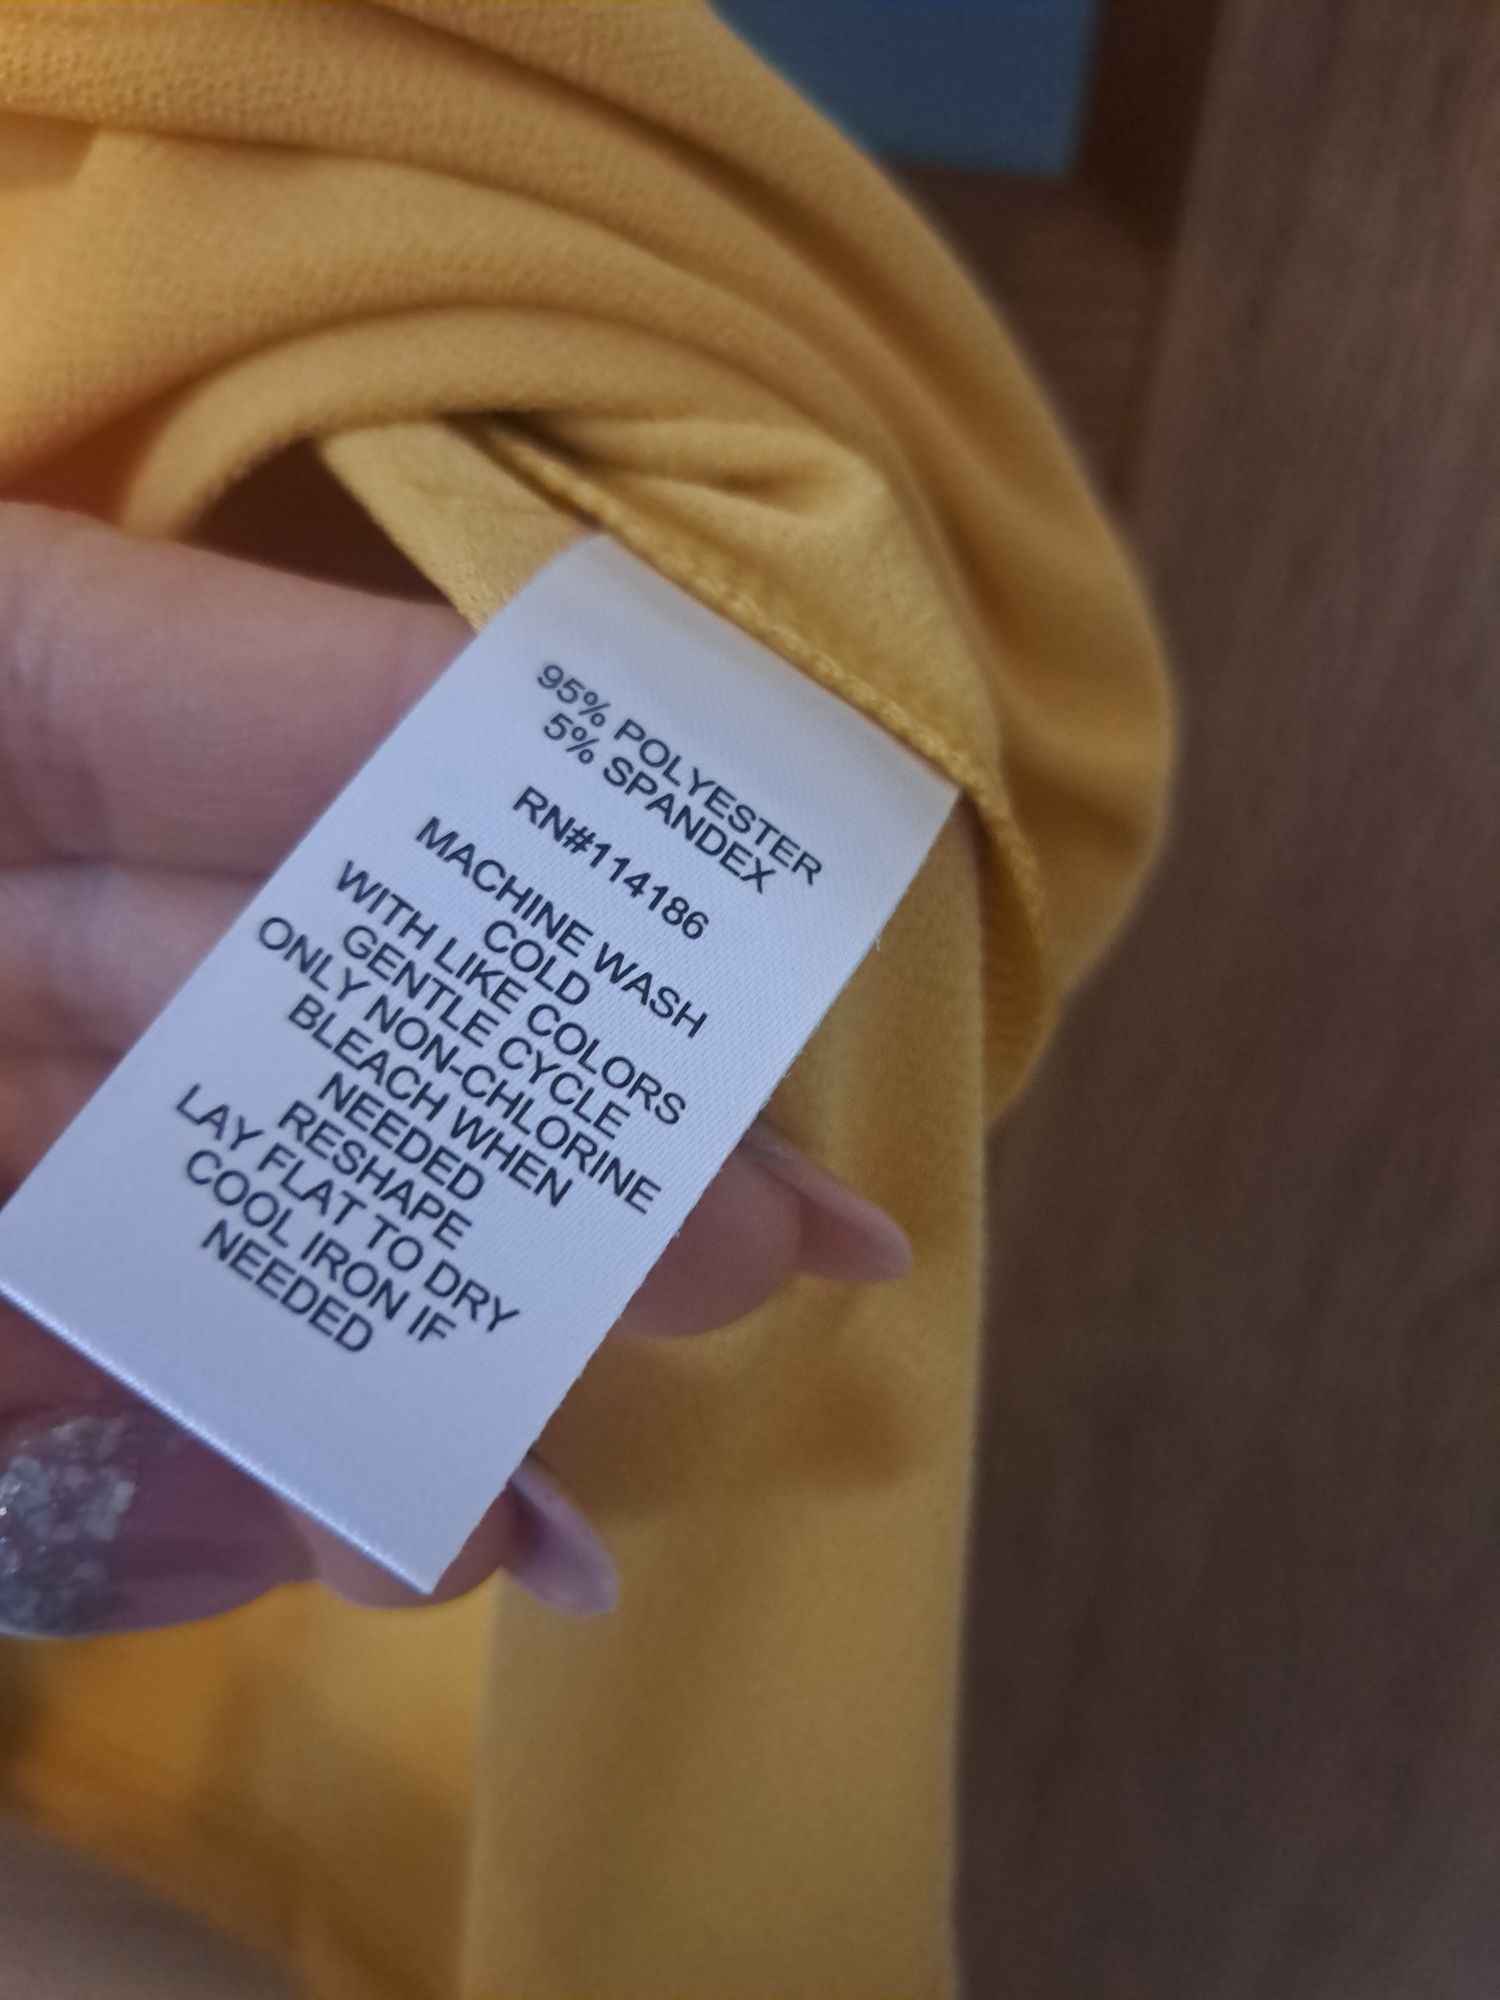 95% POLYESTER
5% SPANDEX
RN#114186
MACHINE WASH
COLD
WITH LIKE COLORS
GENTLE CYCLE
ONLY NON-CHLORINE
BLEACH WHEN
NEEDED
RESHAPE
LAY FLAT TO DRY
COOL IRON IF
NEEDED